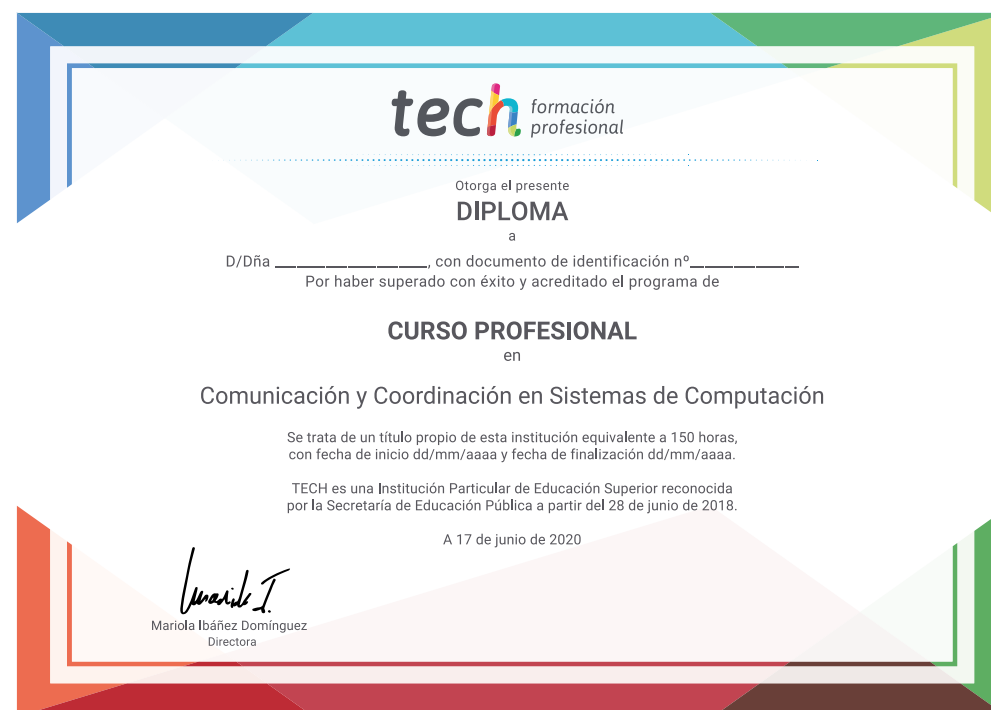 tech formación
profesional
Otorga el presente
DIPLOMA
a
D/Dña ____________________, con documento de identificación nº______________
Por haber superado con éxito y acreditado el programa de
CURSO PROFESIONAL
en
Comunicación y Coordinación en Sistemas de Computación
Se trata de un título propio de esta institución equivalente a 150 horas,
con fecha de inicio dd/mm/aaaa y fecha de finalización dd/mm/aaaa.
TECH es una Institución Particular de Educación Superior reconocida
por la Secretaría de Educación Pública a partir del 28 de junio de 2018.
A 17 de junio de 2020
Mariola Ibáñez Domínguez
Directora